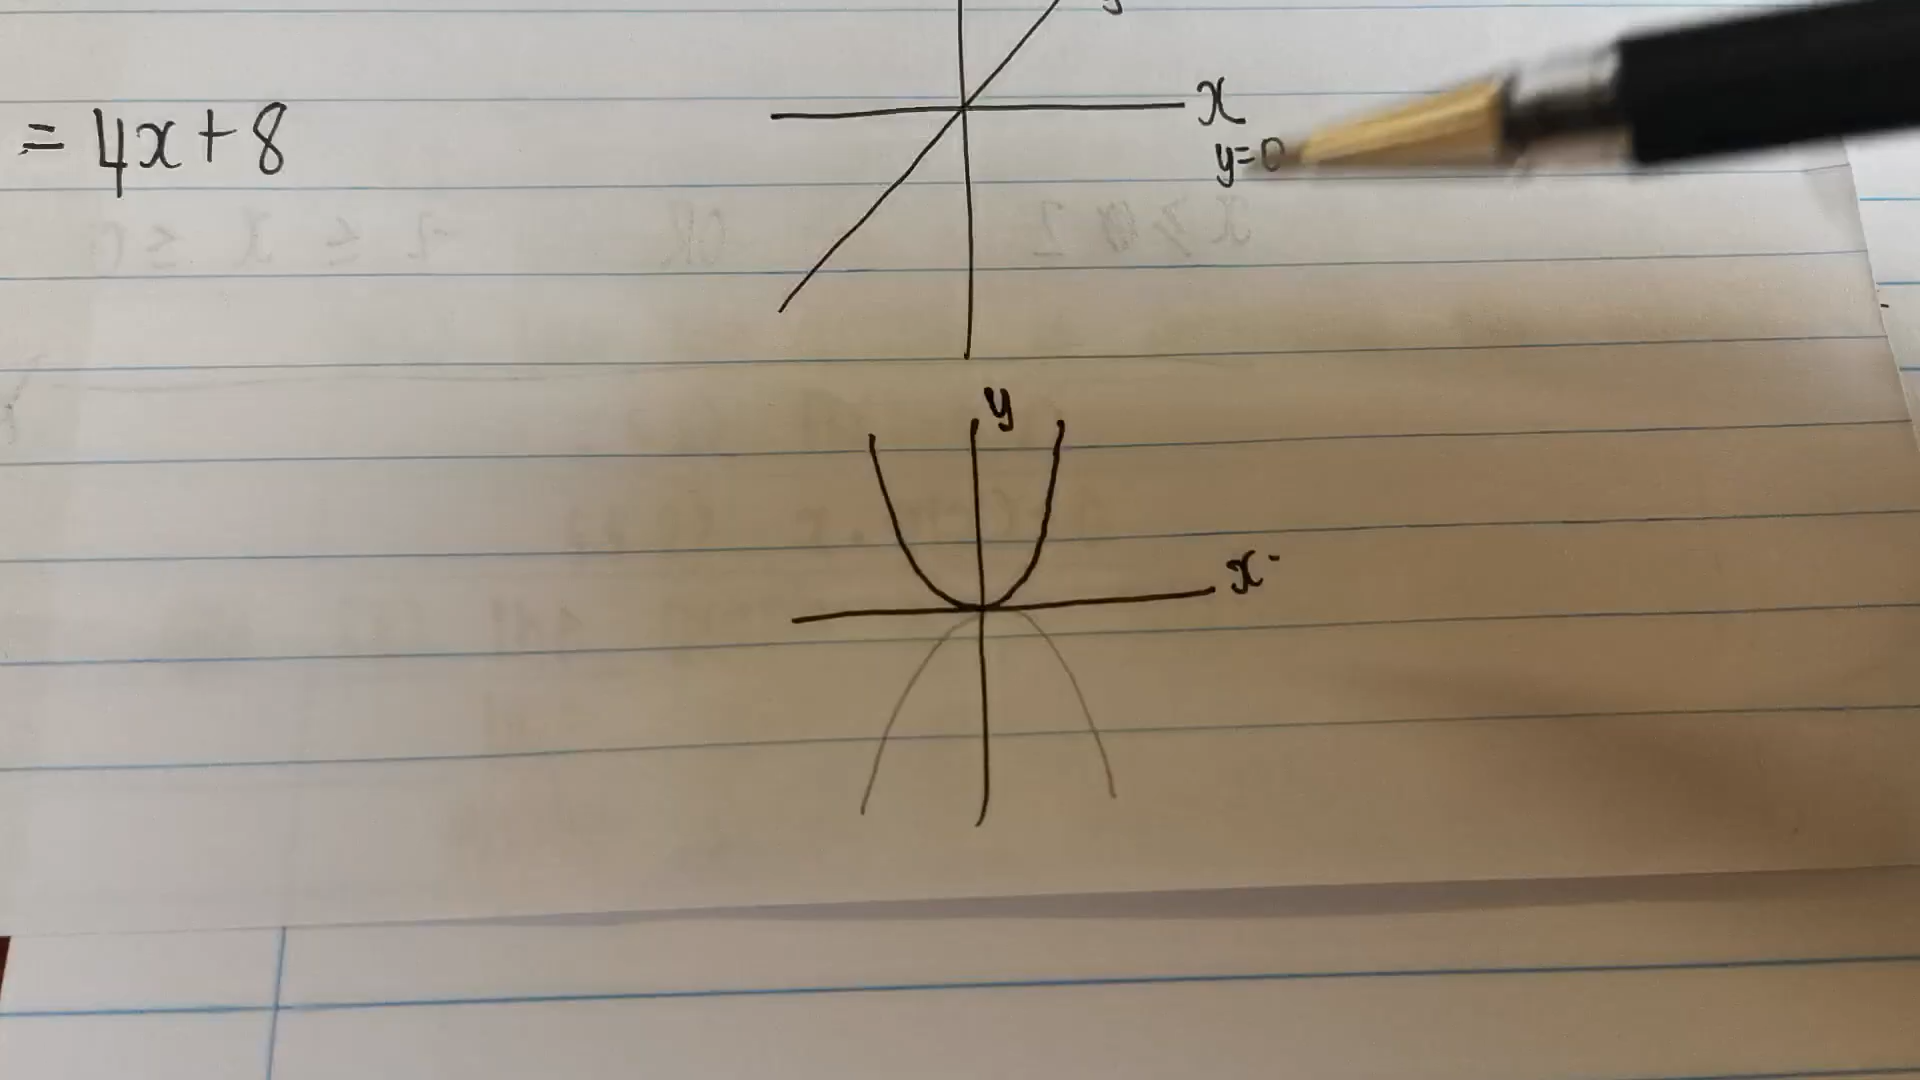 = 4x + 8
x
y=0
y
x